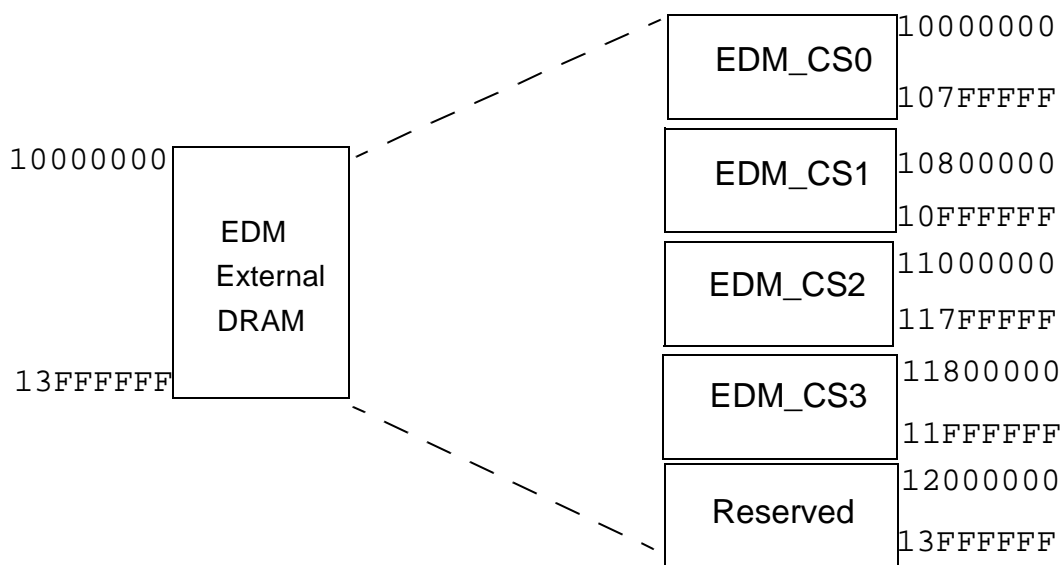 10000000
EDM
External
DRAM
13FFFFFF
EDM_CS0
10000000
107FFFFF
EDM_CS1
10800000
10FFFFFF
EDM_CS2
11000000
117FFFFF
EDM_CS3
11800000
11FFFFFF
Reserved
12000000
13FFFFFF